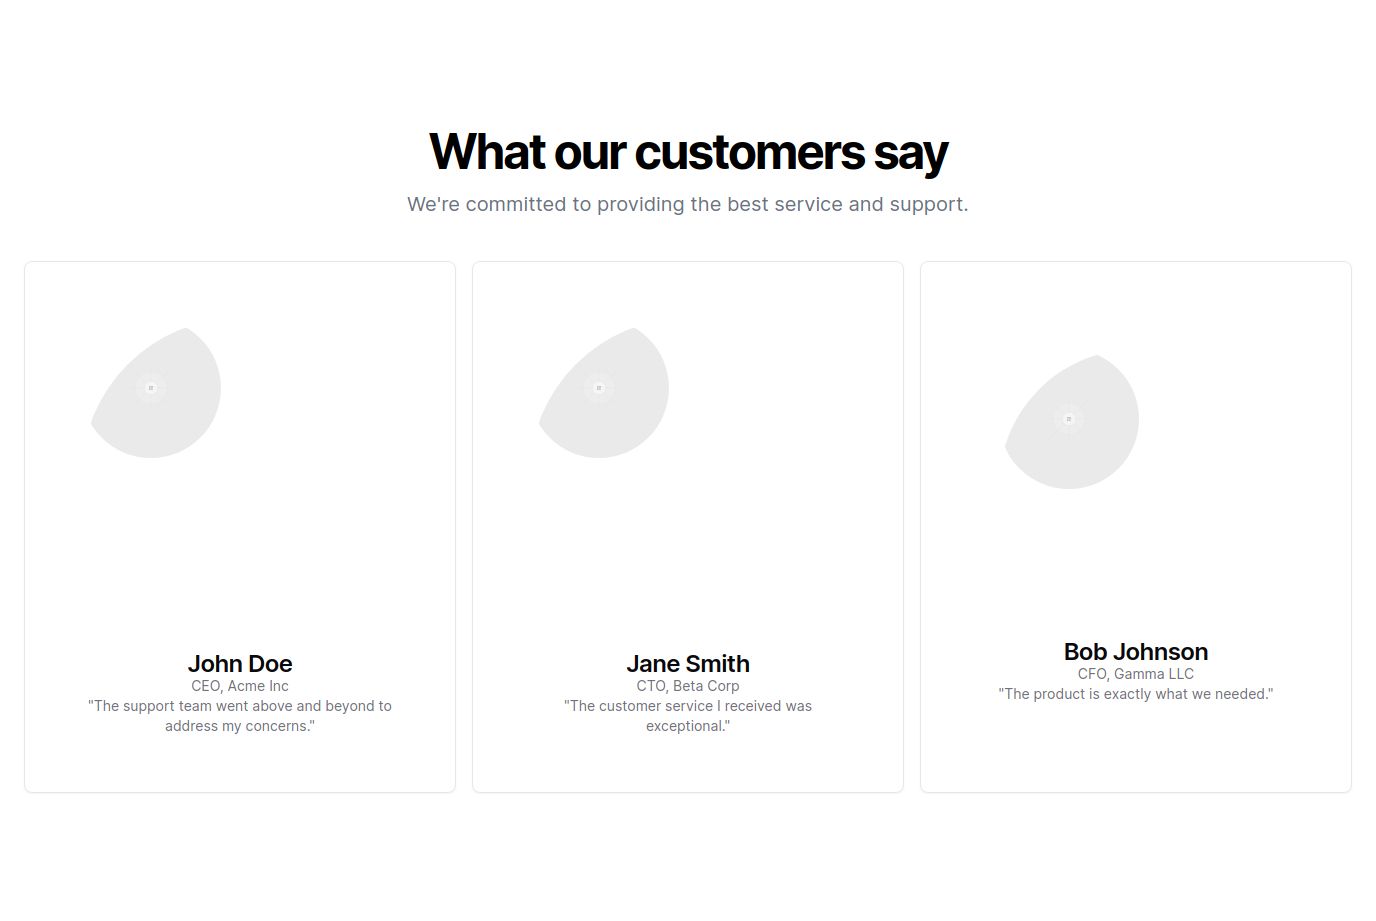 What our customers say
We're committed to providing the best service and support.
John Doe
CEO, Acme Inc
"The support team went above and beyond to
address my concerns."
Jane Smith
CTO, Beta Corp
"The customer service I received was
exceptional."
Bob Johnson
CFO, Gamma LLC
"The product is exactly what we needed."